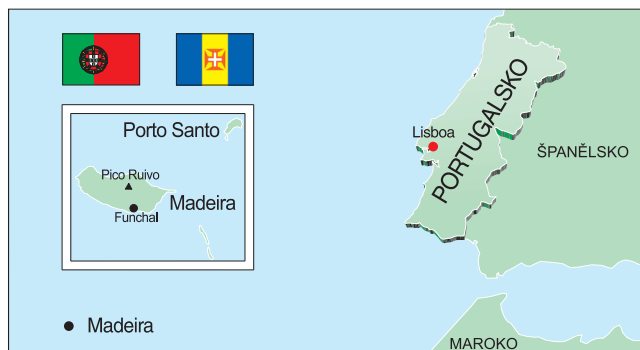 PORTUGALSKO
Porto Santo
Lisboa
ŠPANĚLSKO
Pico Ruivo
Madeira
Funchal
Madeira
MAROKO